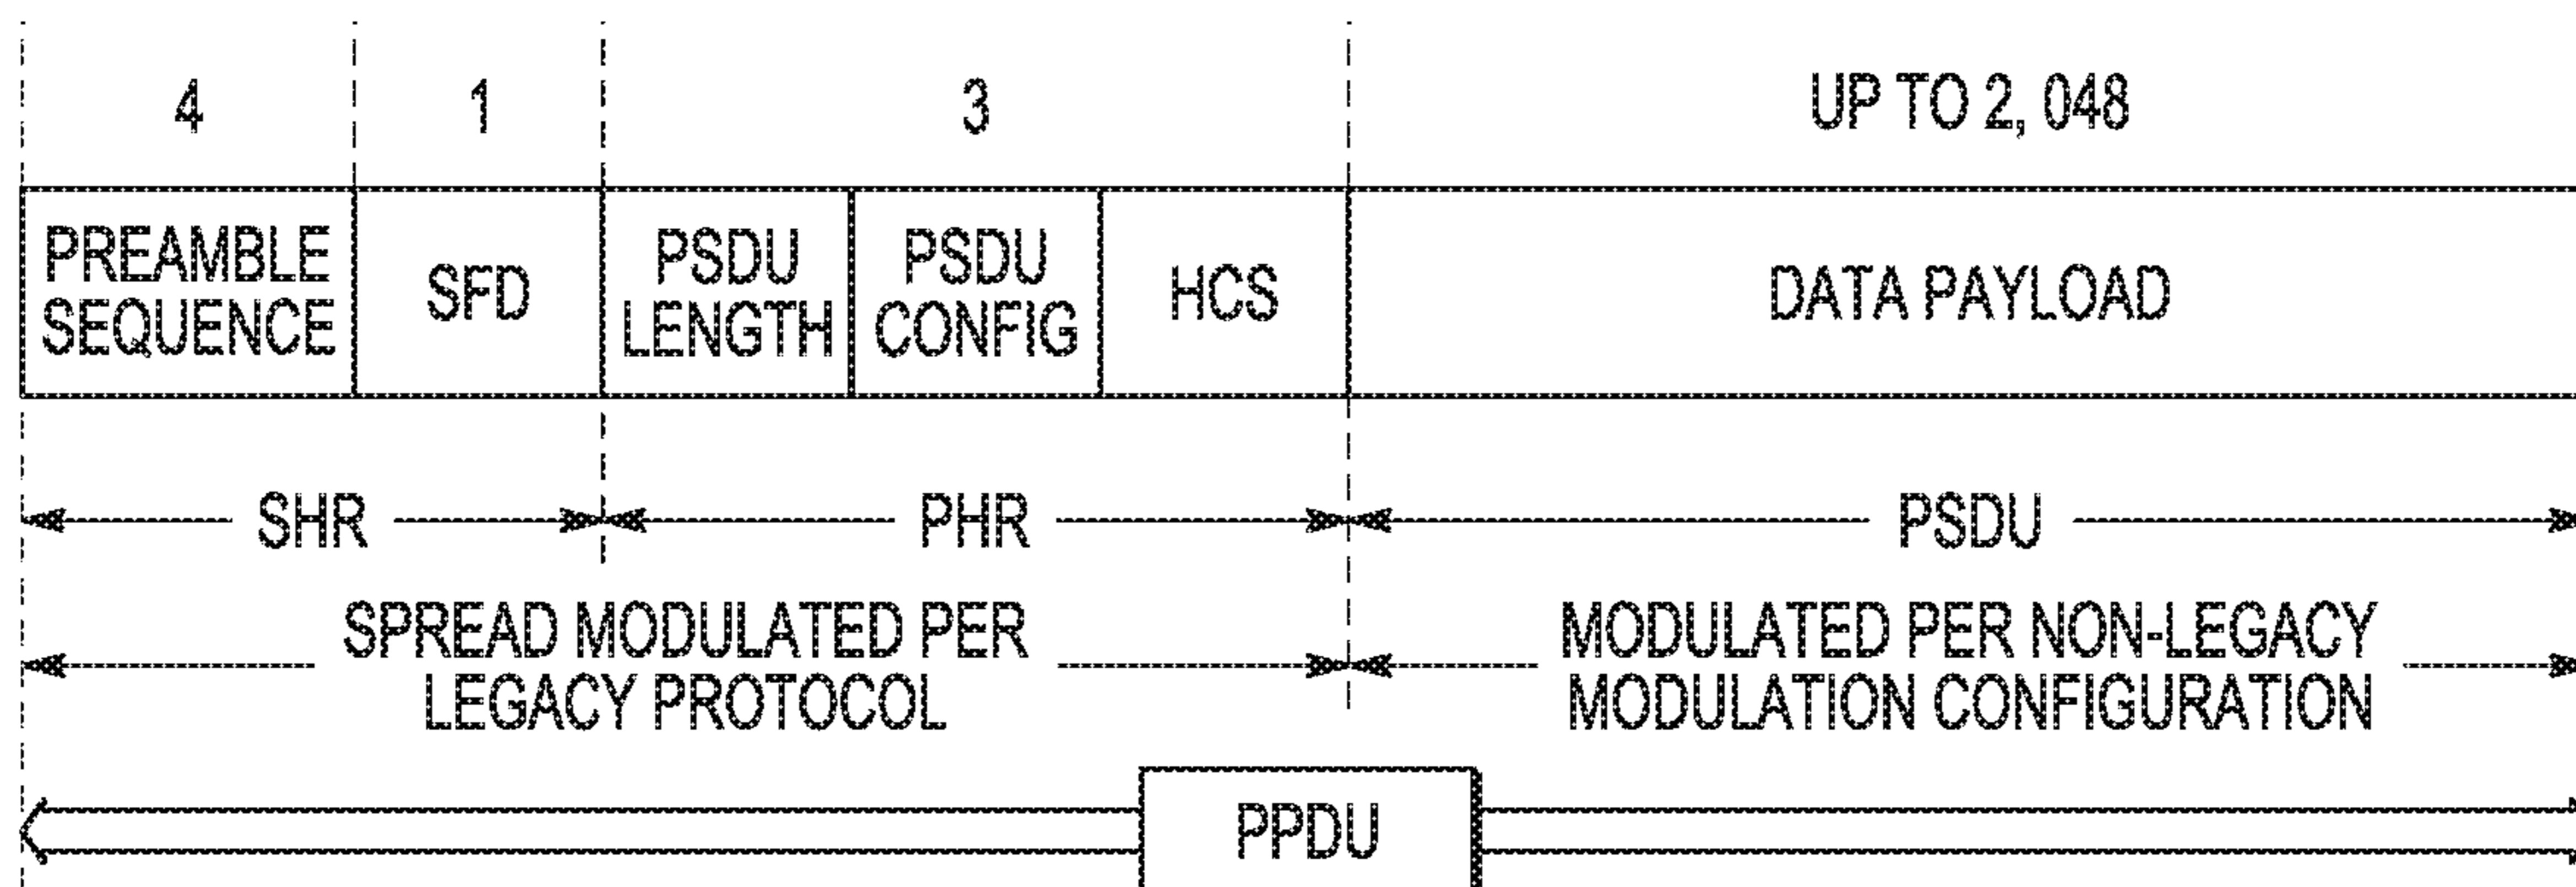 4 1 3 UP TO 2, 048
PREAMBLE SEQUENCE SFD PSDU LENGTH PSDU CONFIG HCS DATA PAYLOAD
SHR PHR PSDU
SPREAD MODULATED PER
LEGACY PROTOCOL
MODULATED PER NON-LEGACY
MODULATION CONFIGURATION
PPDU